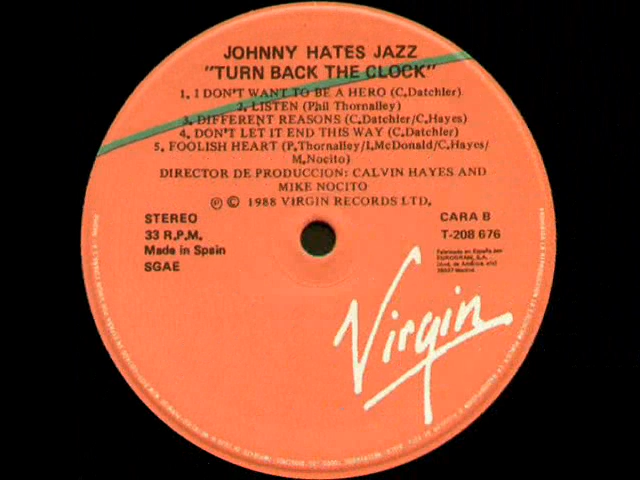 JOHNNY HATES JAZZ
"TURN BACK THE CLOCK"
1. I DON'T WANT TO BE A HERO (C.Datchler)
2. LISTEN (Phil Thornalley)
3. DIFFERENT REASONS (C.Datchler/C.Hayes)
4. DON'T LET IT END THIS WAY (C.Datchler)
5. FOOLISH HEART (P.Thornalley/I.McDonald/C.Hayes/
M.Nocito)
DIRECTOR DE PRODUCCION: CALVIN HAYES AND
MIKE NOCITO
℗ © 1988 VIRGIN RECORDS LTD.
STEREO
33 R.P.M.
Made in Spain
SGAE
CARA B
T-208 676
Fabricado en España por
Virgin